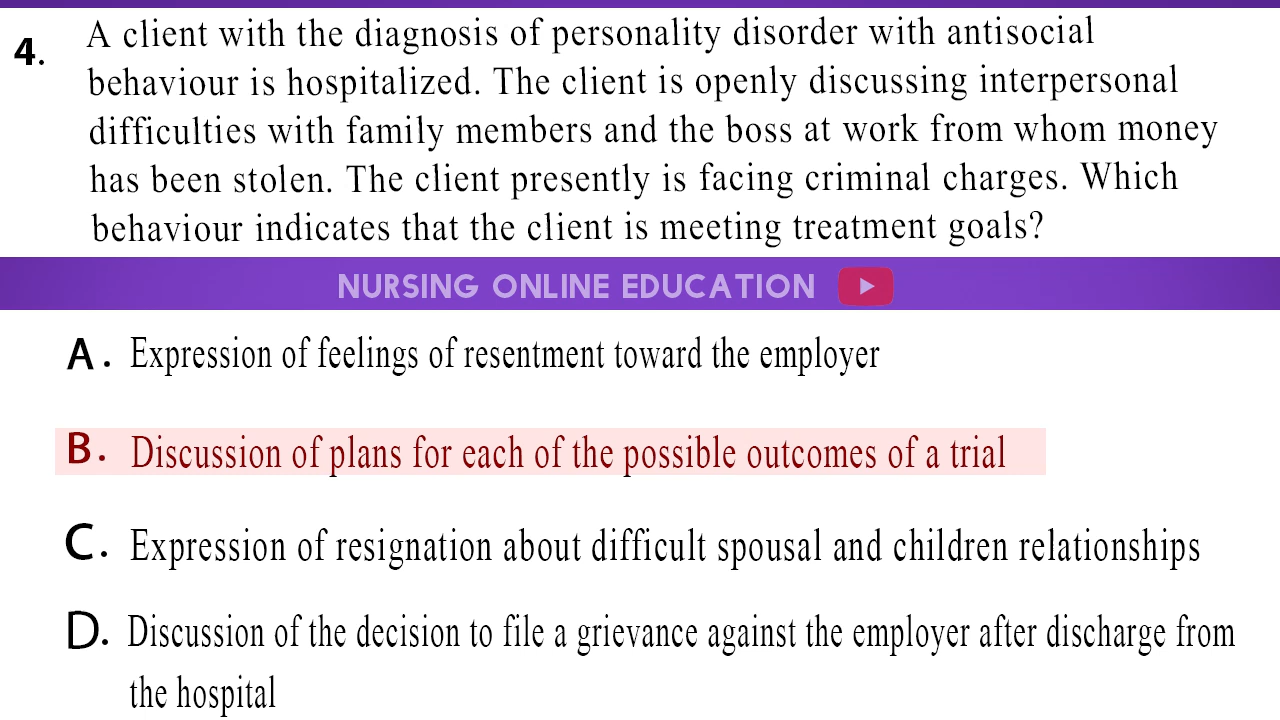 4. A client with the diagnosis of personality disorder with antisocial
behaviour is hospitalized. The client is openly discussing interpersonal
difficulties with family members and the boss at work from whom money
has been stolen. The client presently is facing criminal charges. Which
behaviour indicates that the client is meeting treatment goals?
NURSING ONLINE EDUCATION
A. Expression of feelings of resentment toward the employer
B. Discussion of plans for each of the possible outcomes of a trial
C. Expression of resignation about difficult spousal and children relationships
D. Discussion of the decision to file a grievance against the employer after discharge from
the hospital